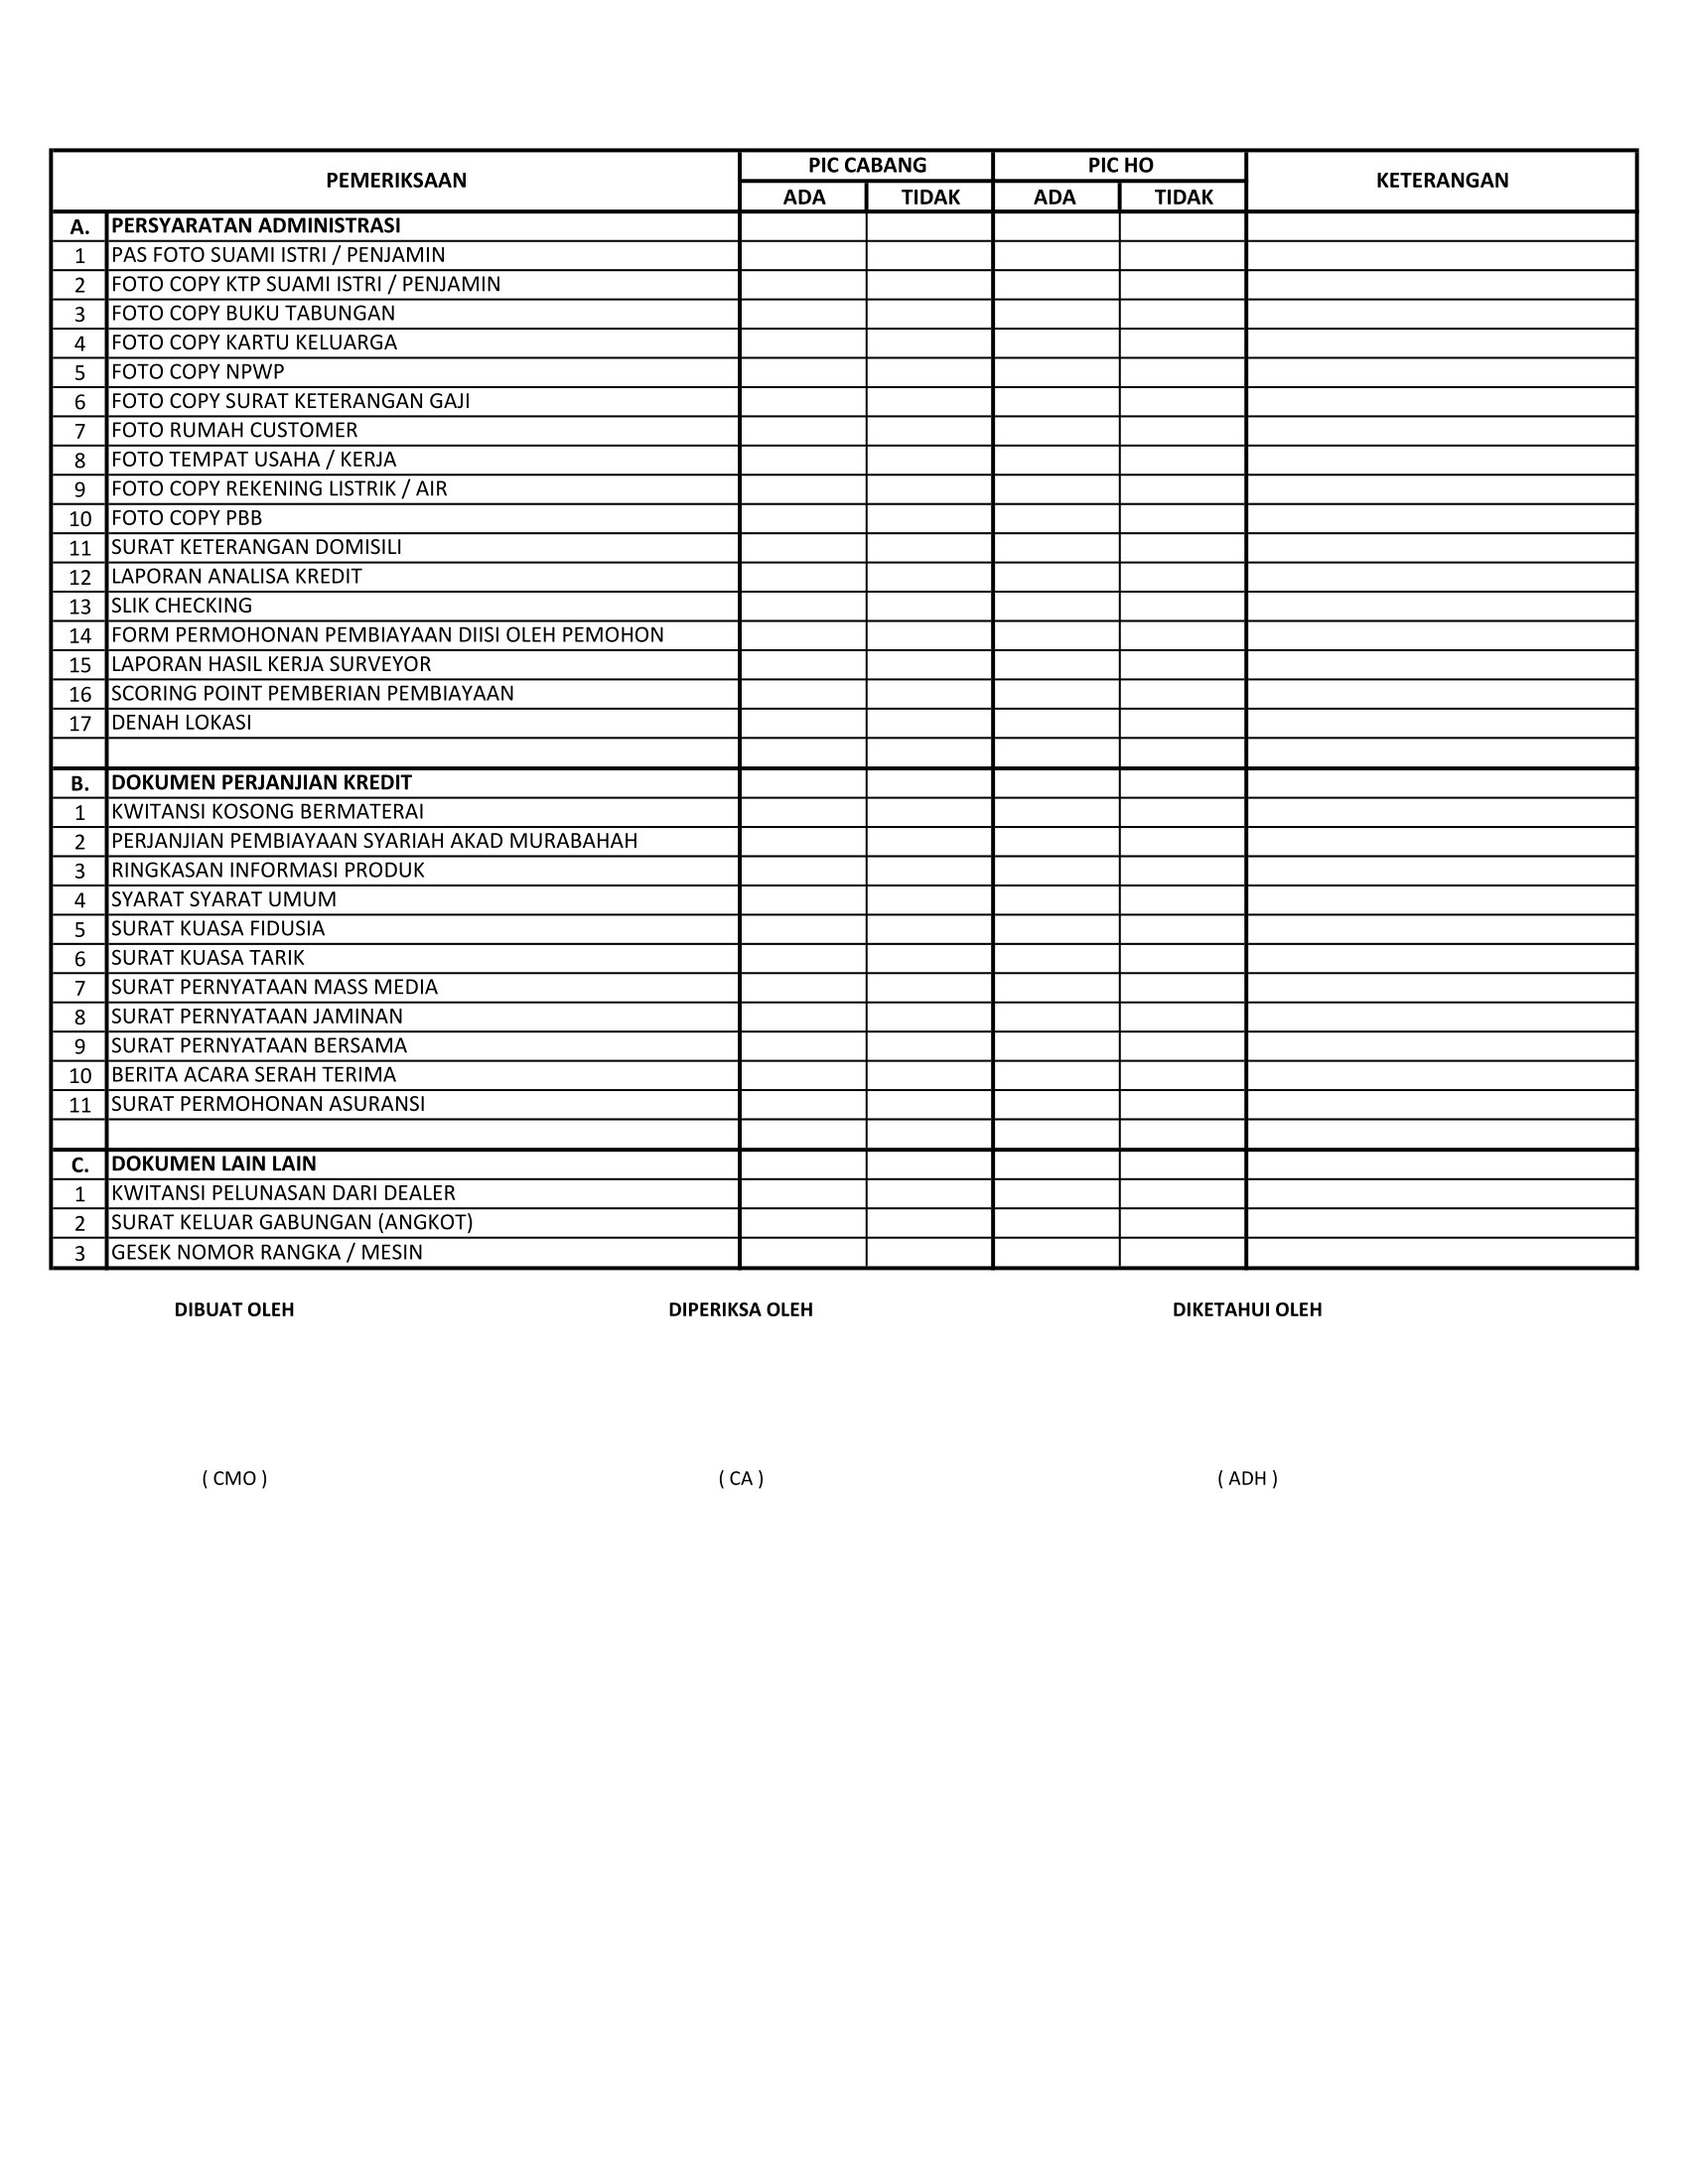 PEMERIKSAAN PIC CABANG PIC HO KETERANGAN
ADA TIDAK ADA TIDAK
A. PERSYARATAN ADMINISTRASI
1 PAS FOTO SUAMI ISTRI / PENJAMIN
2 FOTO COPY KTP SUAMI ISTRI / PENJAMIN
3 FOTO COPY BUKU TABUNGAN
4 FOTO COPY KARTU KELUARGA
5 FOTO COPY NPWP
6 FOTO COPY SURAT KETERANGAN GAJI
7 FOTO RUMAH CUSTOMER
8 FOTO TEMPAT USAHA / KERJA
9 FOTO COPY REKENING LISTRIK / AIR
10 FOTO COPY PBB
11 SURAT KETERANGAN DOMISILI
12 LAPORAN ANALISA KREDIT
13 SLIK CHECKING
14 FORM PERMOHONAN PEMBIAYAAN DIISI OLEH PEMOHON
15 LAPORAN HASIL KERJA SURVEYOR
16 SCORING POINT PEMBERIAN PEMBIAYAAN
17 DENAH LOKASI
B. DOKUMEN PERJANJIAN KREDIT
1 KWITANSI KOSONG BERMATERAI
2 PERJANJIAN PEMBIAYAAN SYARIAH AKAD MURABAHAH
3 RINGKASAN INFORMASI PRODUK
4 SYARAT SYARAT UMUM
5 SURAT KUASA FIDUSIA
6 SURAT KUASA TARIK
7 SURAT PERNYATAAN MASS MEDIA
8 SURAT PERNYATAAN JAMINAN
9 SURAT PERNYATAAN BERSAMA
10 BERITA ACARA SERAH TERIMA
11 SURAT PERMOHONAN ASURANSI
C. DOKUMEN LAIN LAIN
1 KWITANSI PELUNASAN DARI DEALER
2 SURAT KELUAR GABUNGAN (ANGKOT)
3 GESEK NOMOR RANGKA / MESIN
DIBUAT OLEH DIPERIKSA OLEH DIKETAHUI OLEH
( CMO ) ( CA ) ( ADH )